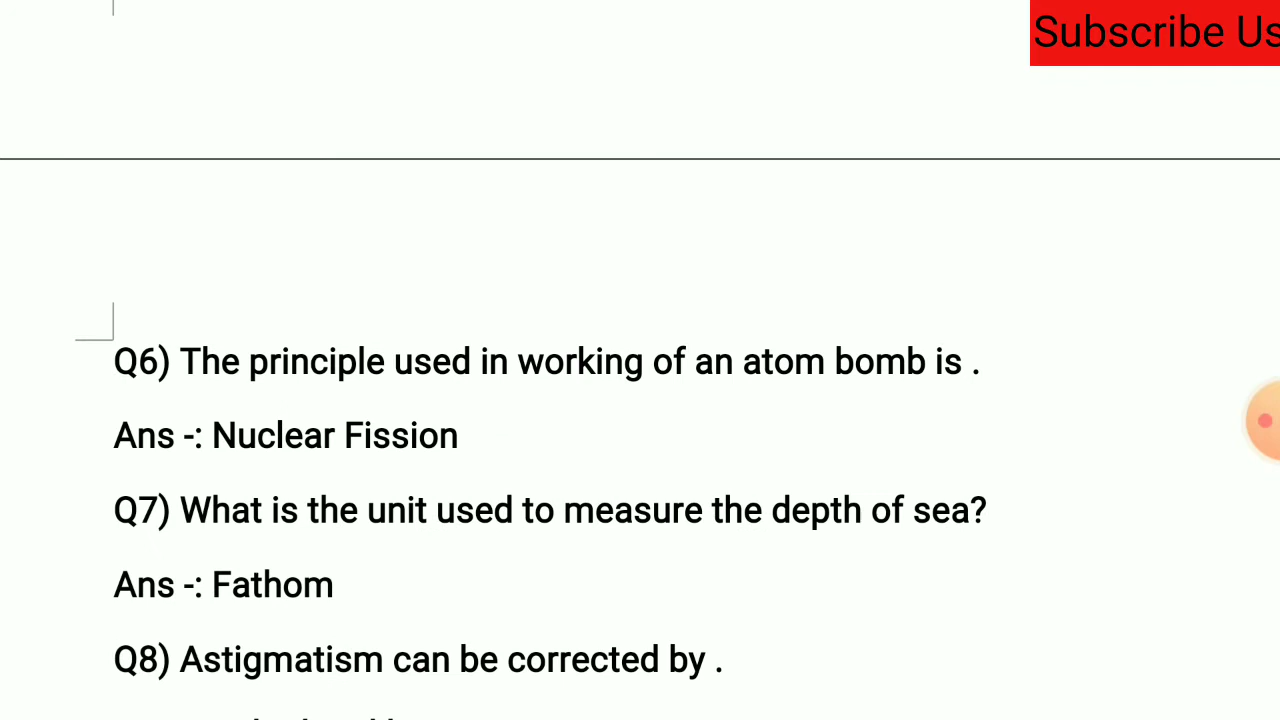 Subscribe Us
Q6) The principle used in working of an atom bomb is .
Ans -: Nuclear Fission
Q7) What is the unit used to measure the depth of sea?
Ans -: Fathom
Q8) Astigmatism can be corrected by .